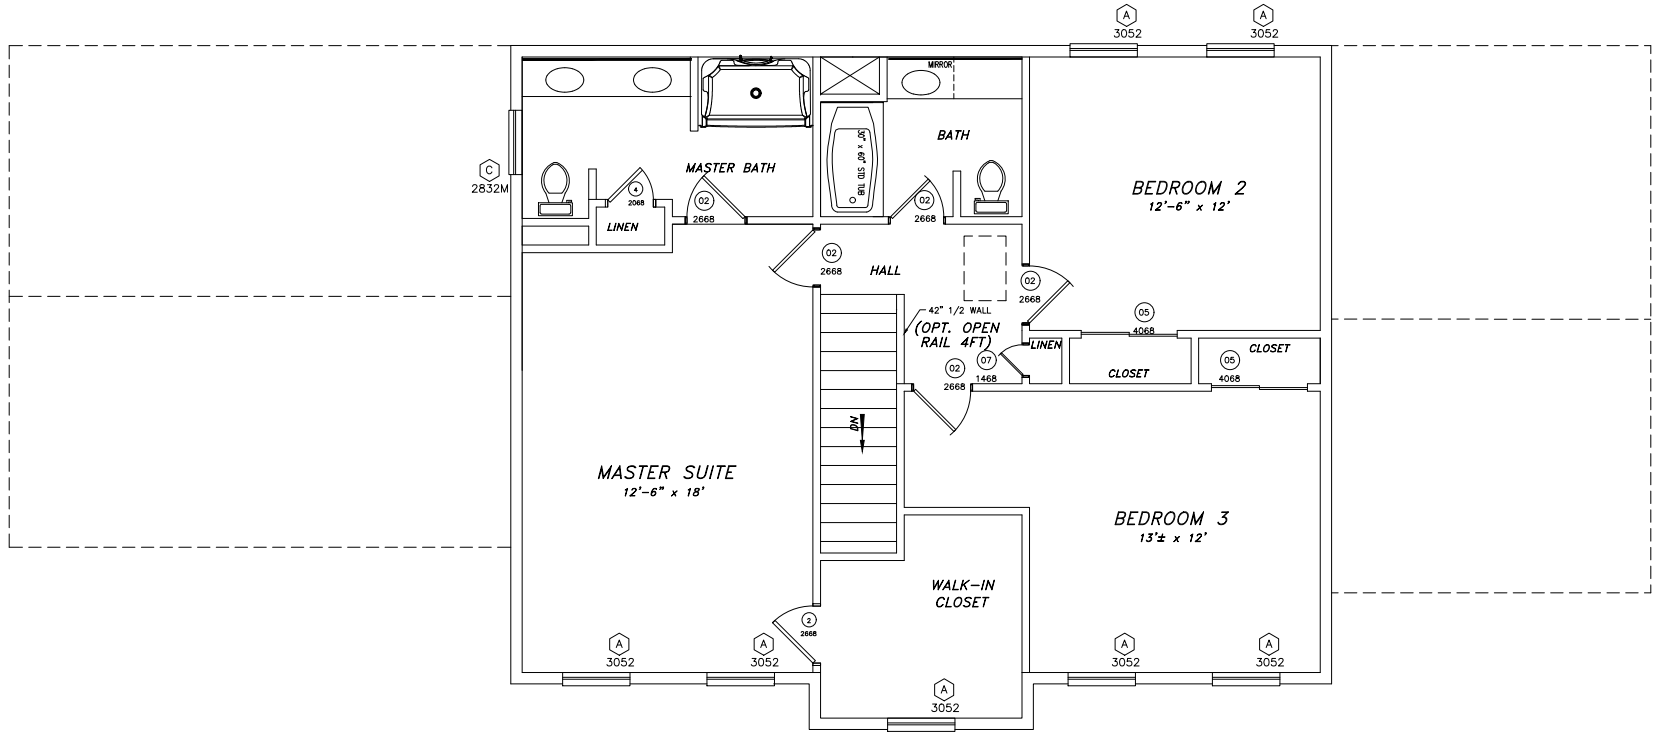 A
3052
A
3052
MIRROR
BATH
30" x 60" STD TUB
C
2832M
MASTER BATH
4
2068
02
2668
02
2668
BEDROOM 2
12'-6" x 12'
LINEN
02
2668
HALL
02
2668
42" 1/2 WALL
(OPT. OPEN
RAIL 4FT)
05
4068
LINEN
07
1468
02
2668
CLOSET
05
4068
CLOSET
DN
MASTER SUITE
12'-6" x 18'
BEDROOM 3
13'± x 12'
WALK-IN
CLOSET
2
2668
A
3052
A
3052
A
3052
A
3052
A
3052